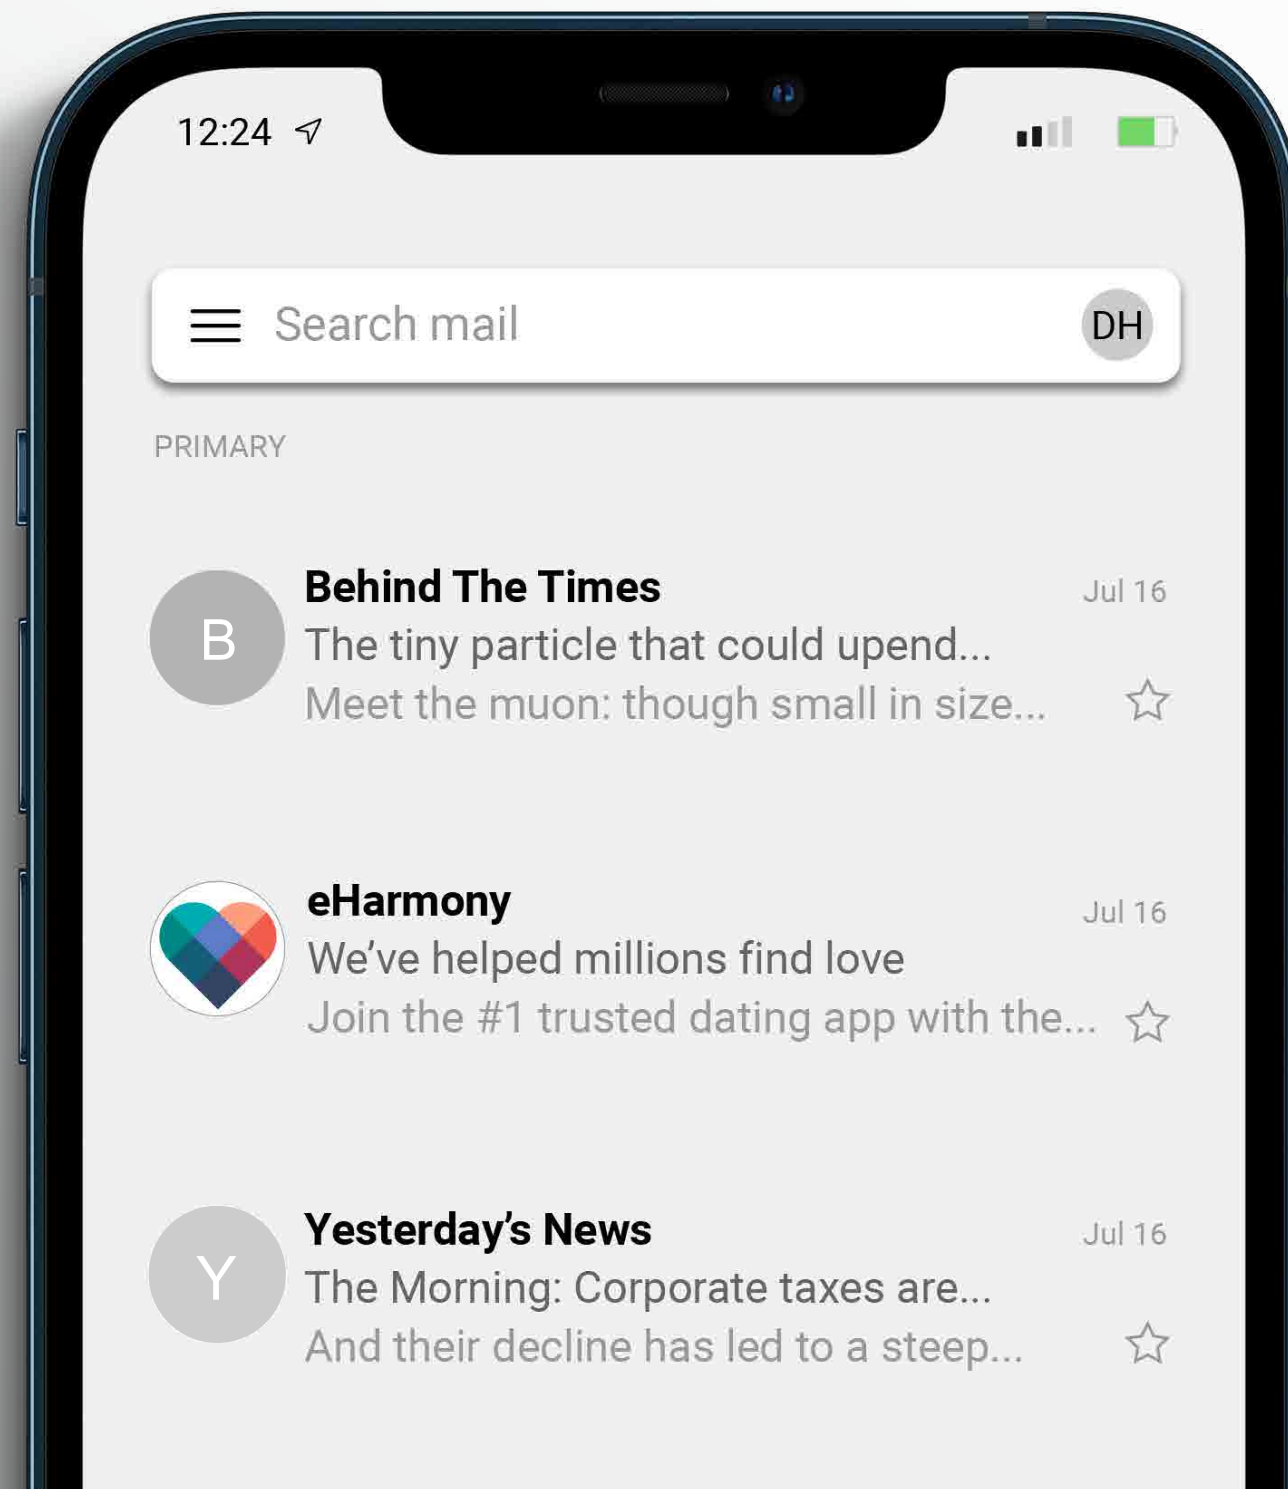 12:24
Search mail
DH
PRIMARY
B
Behind The Times
Jul 16
The tiny particle that could upend...
Meet the muon: though small in size...
eHarmony
Jul 16
We’ve helped millions find love
Join the #1 trusted dating app with the...
Y
Yesterday’s News
Jul 16
The Morning: Corporate taxes are...
And their decline has led to a steep...